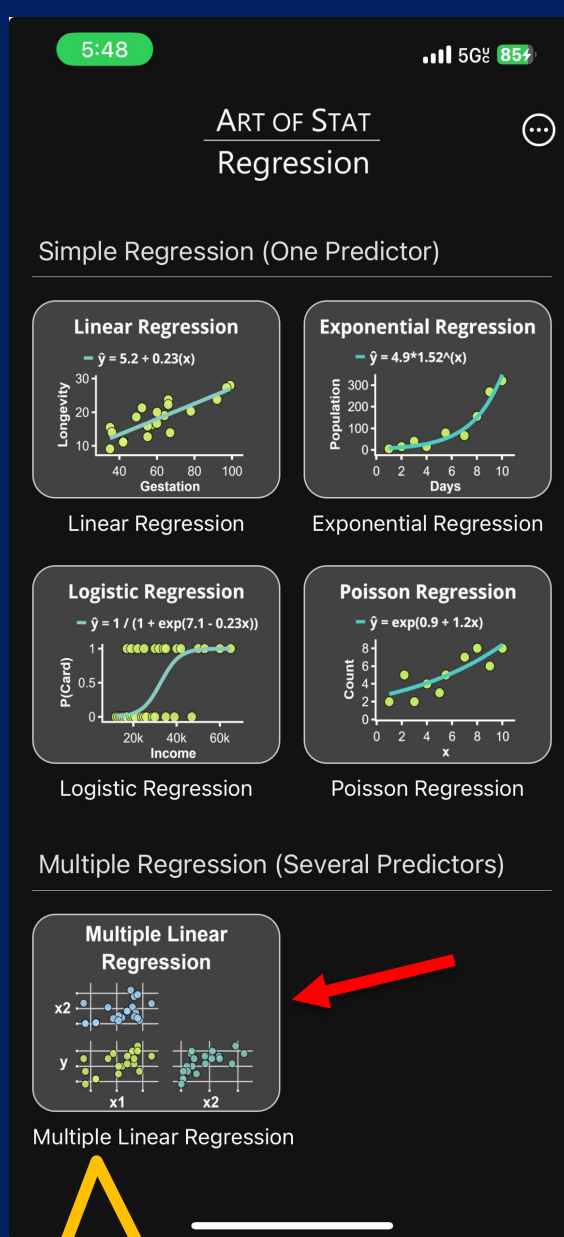 5:48
5G 85
ART OF STAT
Regression
Simple Regression (One Predictor)
Linear Regression
ŷ = 5.2 + 0.23(x)
Longevity
30
20
10
40 60 80 100
Gestation
Linear Regression
Exponential Regression
ŷ = 4.9*1.52^(x)
Population
300
200
100
0
0 2 4 6 8 10
Days
Exponential Regression
Logistic Regression
ŷ = 1 / (1 + exp(7.1 - 0.23x))
P(Card)
1
0.5
0
20k 40k 60k
Income
Logistic Regression
Poisson Regression
ŷ = exp(0.9 + 1.2x)
Count
8
6
4
2
0
0 2 4 6 8 10
x
Poisson Regression
Multiple Regression (Several Predictors)
Multiple Linear
Regression
x2
y
x1 x2
Multiple Linear Regression